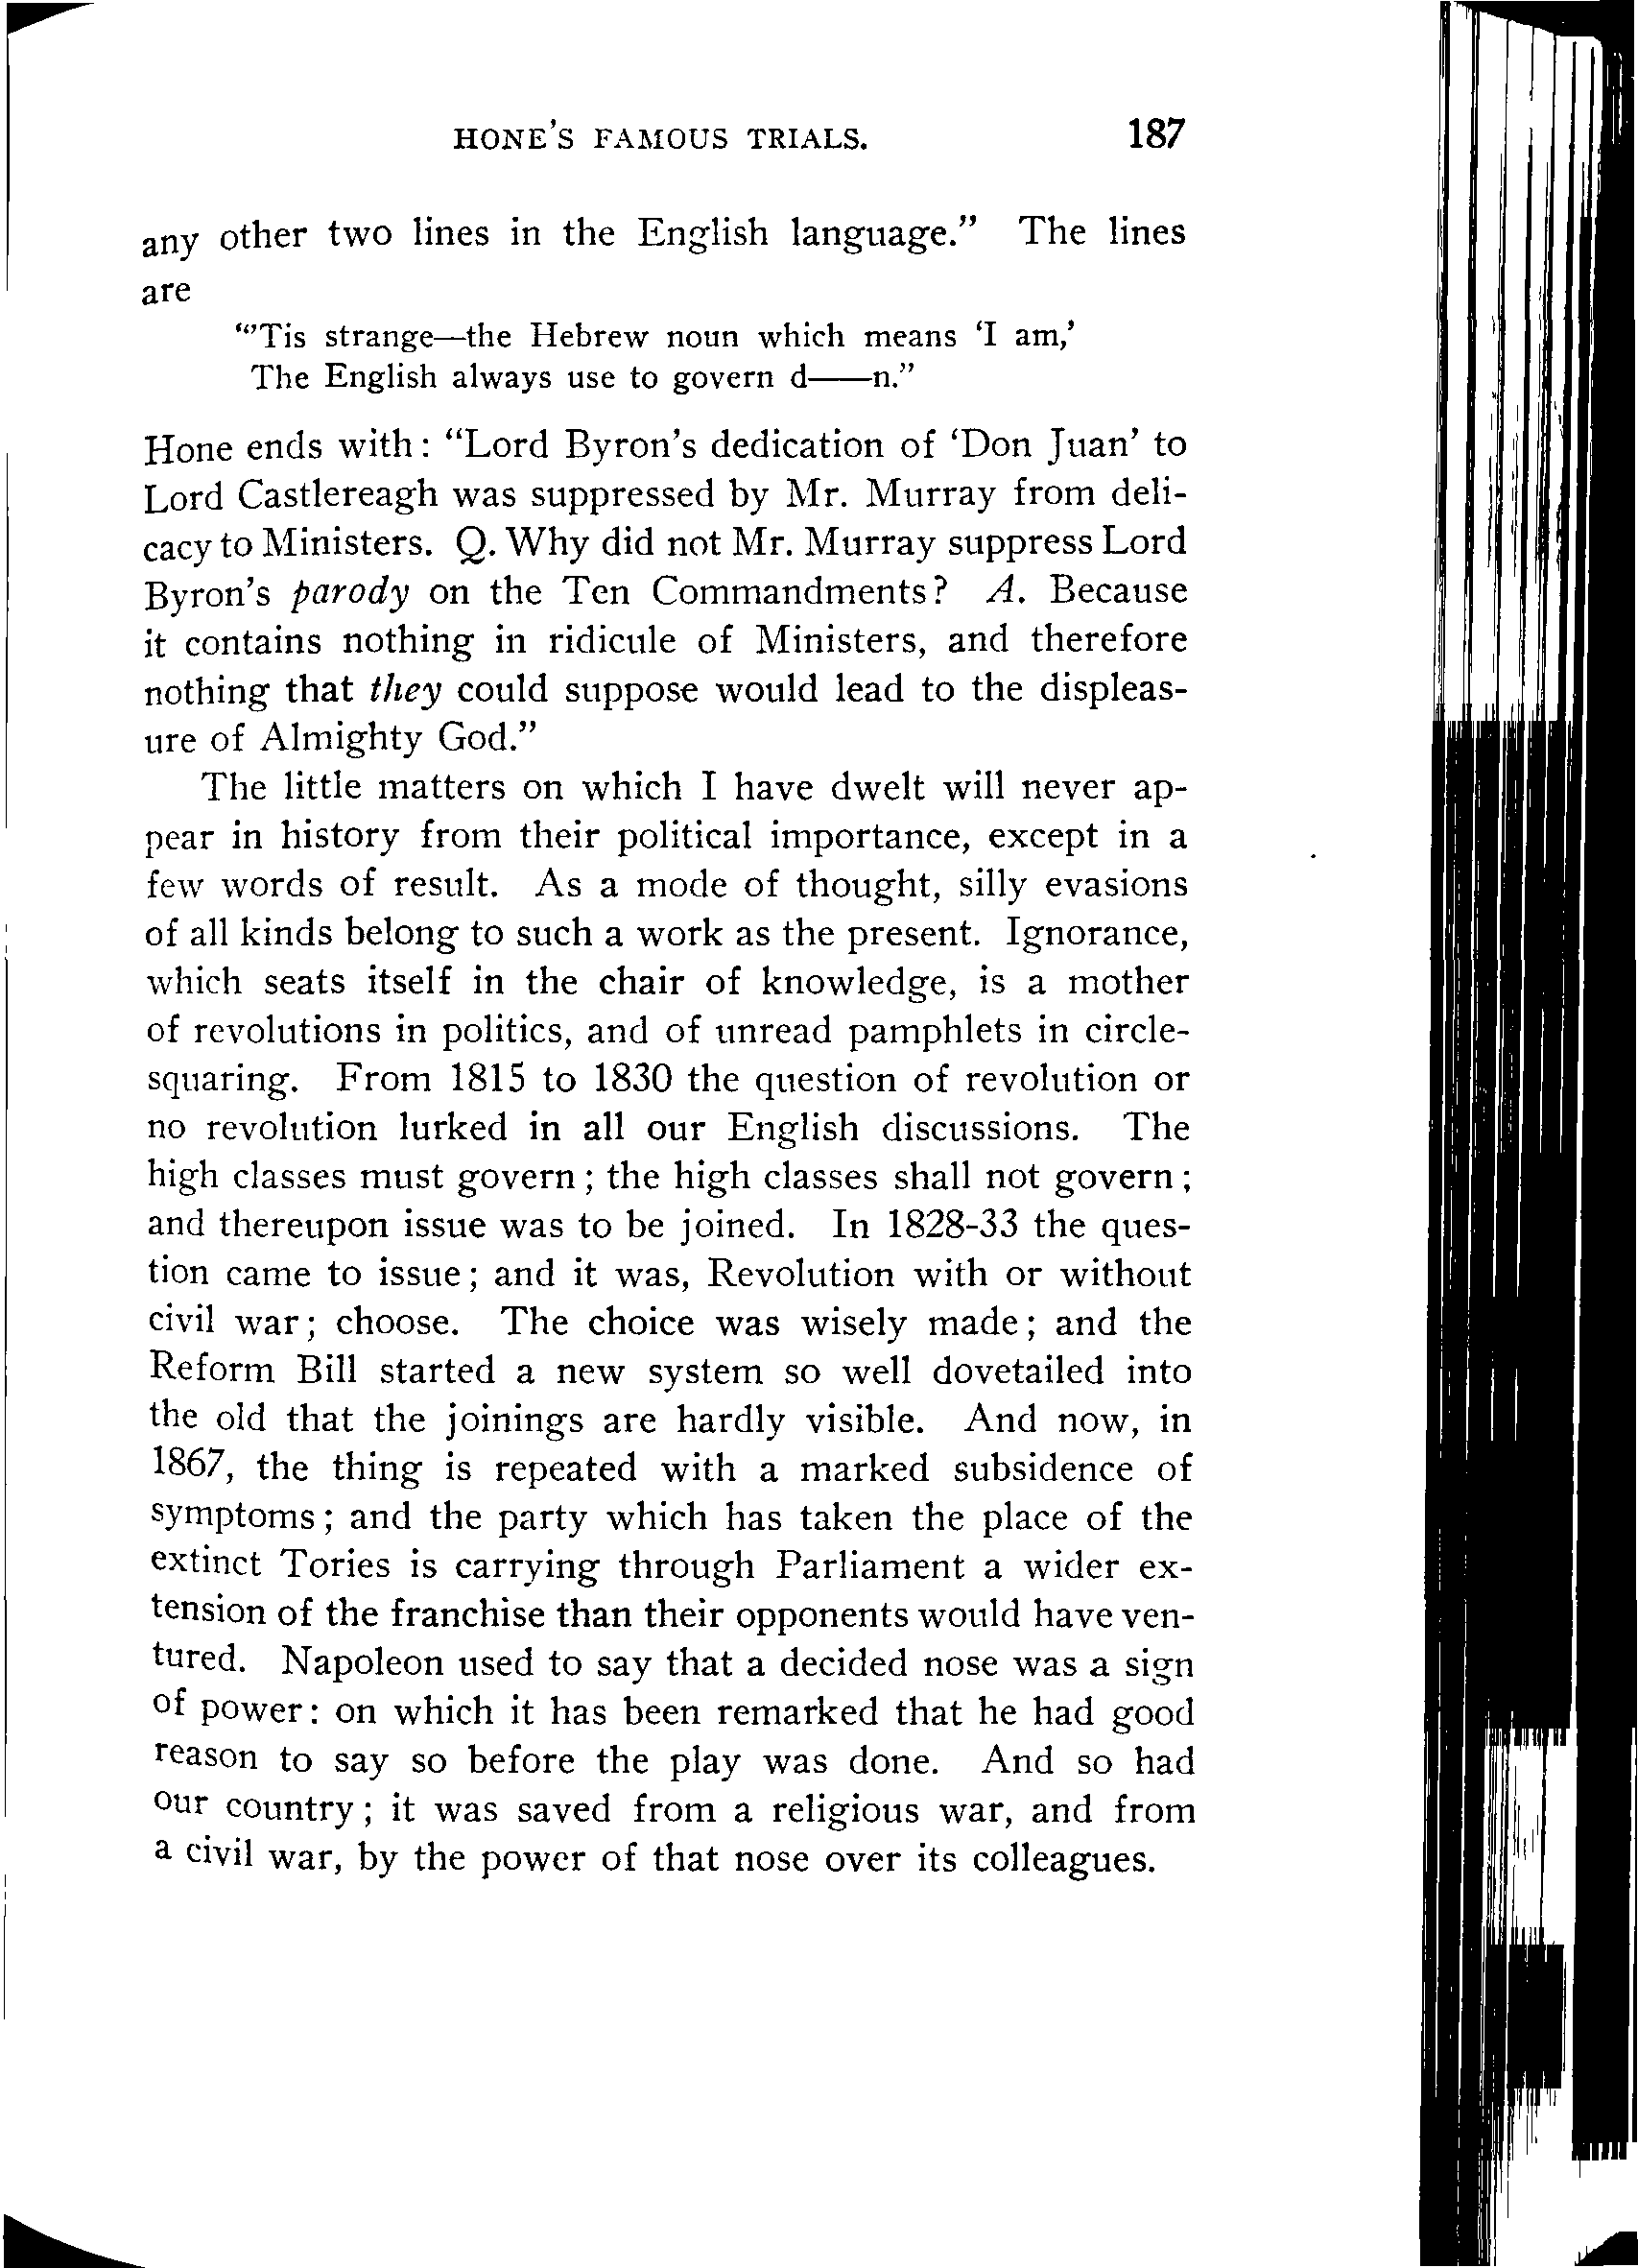 HONE'S FAMOUS TRIALS. 187
any other two lines in the English language." The lines
are
"'Tis strange—the Hebrew noun which means 'I am,'
The English always use to govern d——n."
Hone ends with: "Lord Byron's dedication of 'Don Juan' to
Lord Castlereagh was suppressed by Mr. Murray from deli-
cacy to Ministers. Q. Why did not Mr. Murray suppress Lord
Byron's parody on the Ten Commandments? A. Because
it contains nothing in ridicule of Ministers, and therefore
nothing that they could suppose would lead to the displeas-
ure of Almighty God."
The little matters on which I have dwelt will never ap-
pear in history from their political importance, except in a
few words of result. As a mode of thought, silly evasions
of all kinds belong to such a work as the present. Ignorance,
which seats itself in the chair of knowledge, is a mother
of revolutions in politics, and of unread pamphlets in circle-
squaring. From 1815 to 1830 the question of revolution or
no revolution lurked in all our English discussions. The
high classes must govern; the high classes shall not govern;
and thereupon issue was to be joined. In 1828-33 the ques-
tion came to issue; and it was, Revolution with or without
civil war; choose. The choice was wisely made; and the
Reform Bill started a new system so well dovetailed into
the old that the joinings are hardly visible. And now, in
1867, the thing is repeated with a marked subsidence of
symptoms; and the party which has taken the place of the
extinct Tories is carrying through Parliament a wider ex-
tension of the franchise than their opponents would have ven-
tured. Napoleon used to say that a decided nose was a sign
of power: on which it has been remarked that he had good
reason to say so before the play was done. And so had
our country; it was saved from a religious war, and from
a civil war, by the power of that nose over its colleagues.